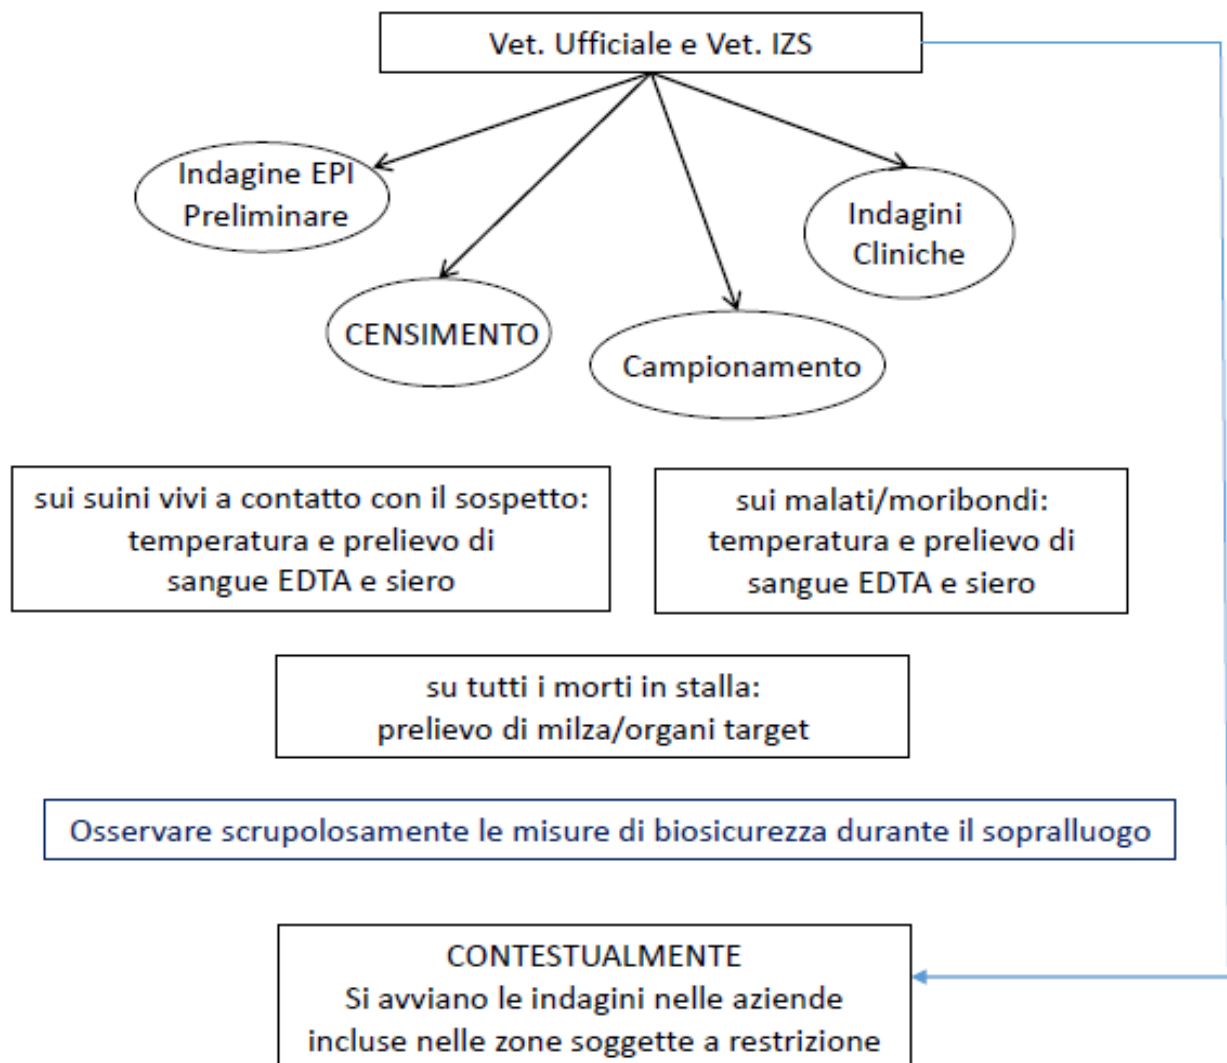 Vet. Ufficiale e Vet. IZS
Indagine EPI
Preliminare
Indagini
Cliniche
CENSIMENTO
Campionamento
sui suini vivi a contatto con il sospetto:
temperatura e prelievo di
sangue EDTA e siero
sui malati/moribondi:
temperatura e prelievo di
sangue EDTA e siero
su tutti i morti in stalla:
prelievo di milza/organi target
Osservare scrupolosamente le misure di biosicurezza durante il sopralluogo
CONTESTUALMENTE
Si avviano le indagini nelle aziende
incluse nelle zone soggette a restrizione